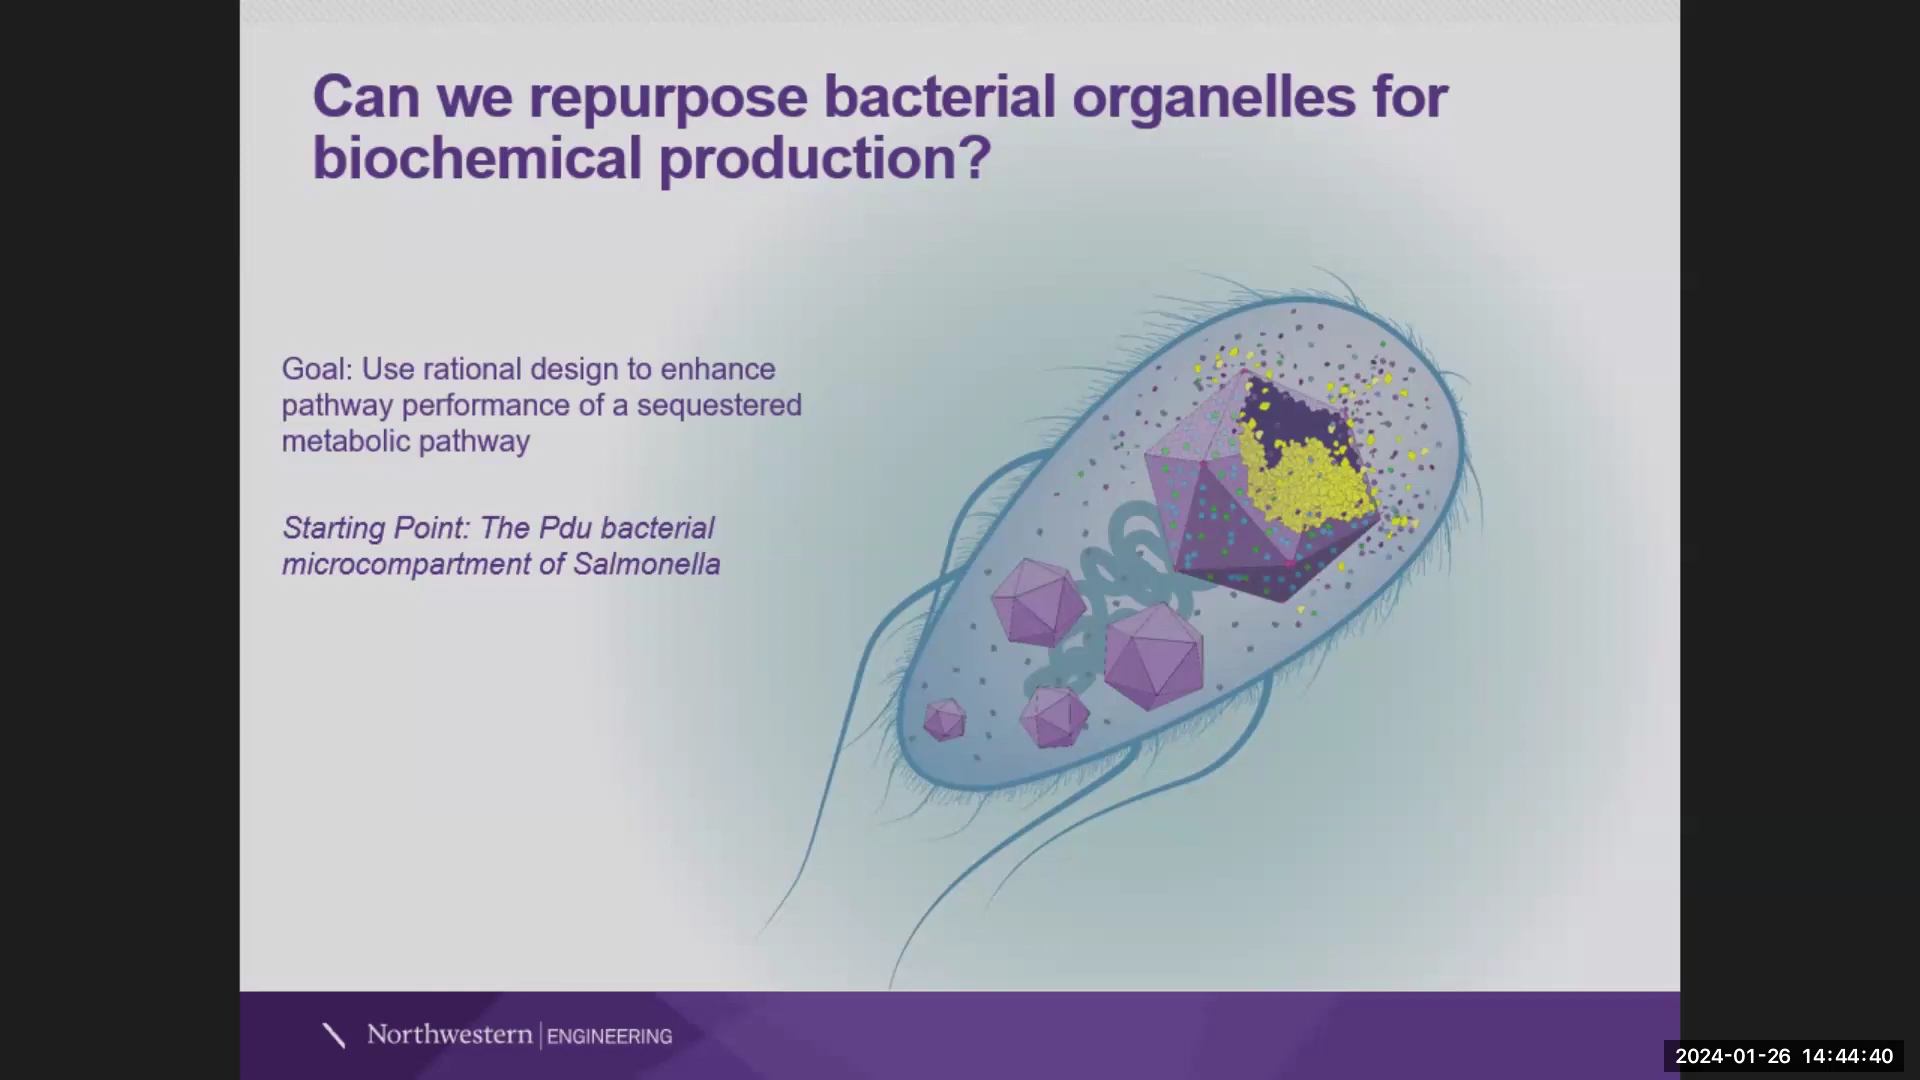 Can we repurpose bacterial organelles for
biochemical production?
Goal: Use rational design to enhance
pathway performance of a sequestered
metabolic pathway
Starting Point: The Pdu bacterial
microcompartment of Salmonella
Northwestern | ENGINEERING
2024-01-26 14:44:40